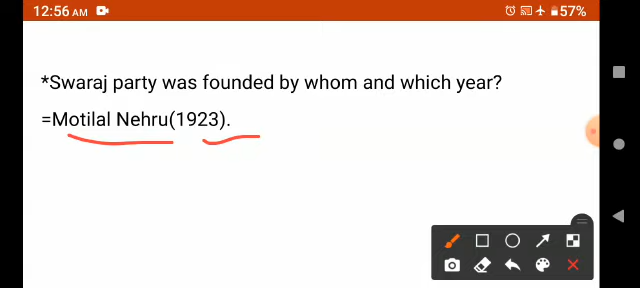 12:56 AM 57%
*Swaraj party was founded by whom and which year?
=Motilal Nehru(1923).